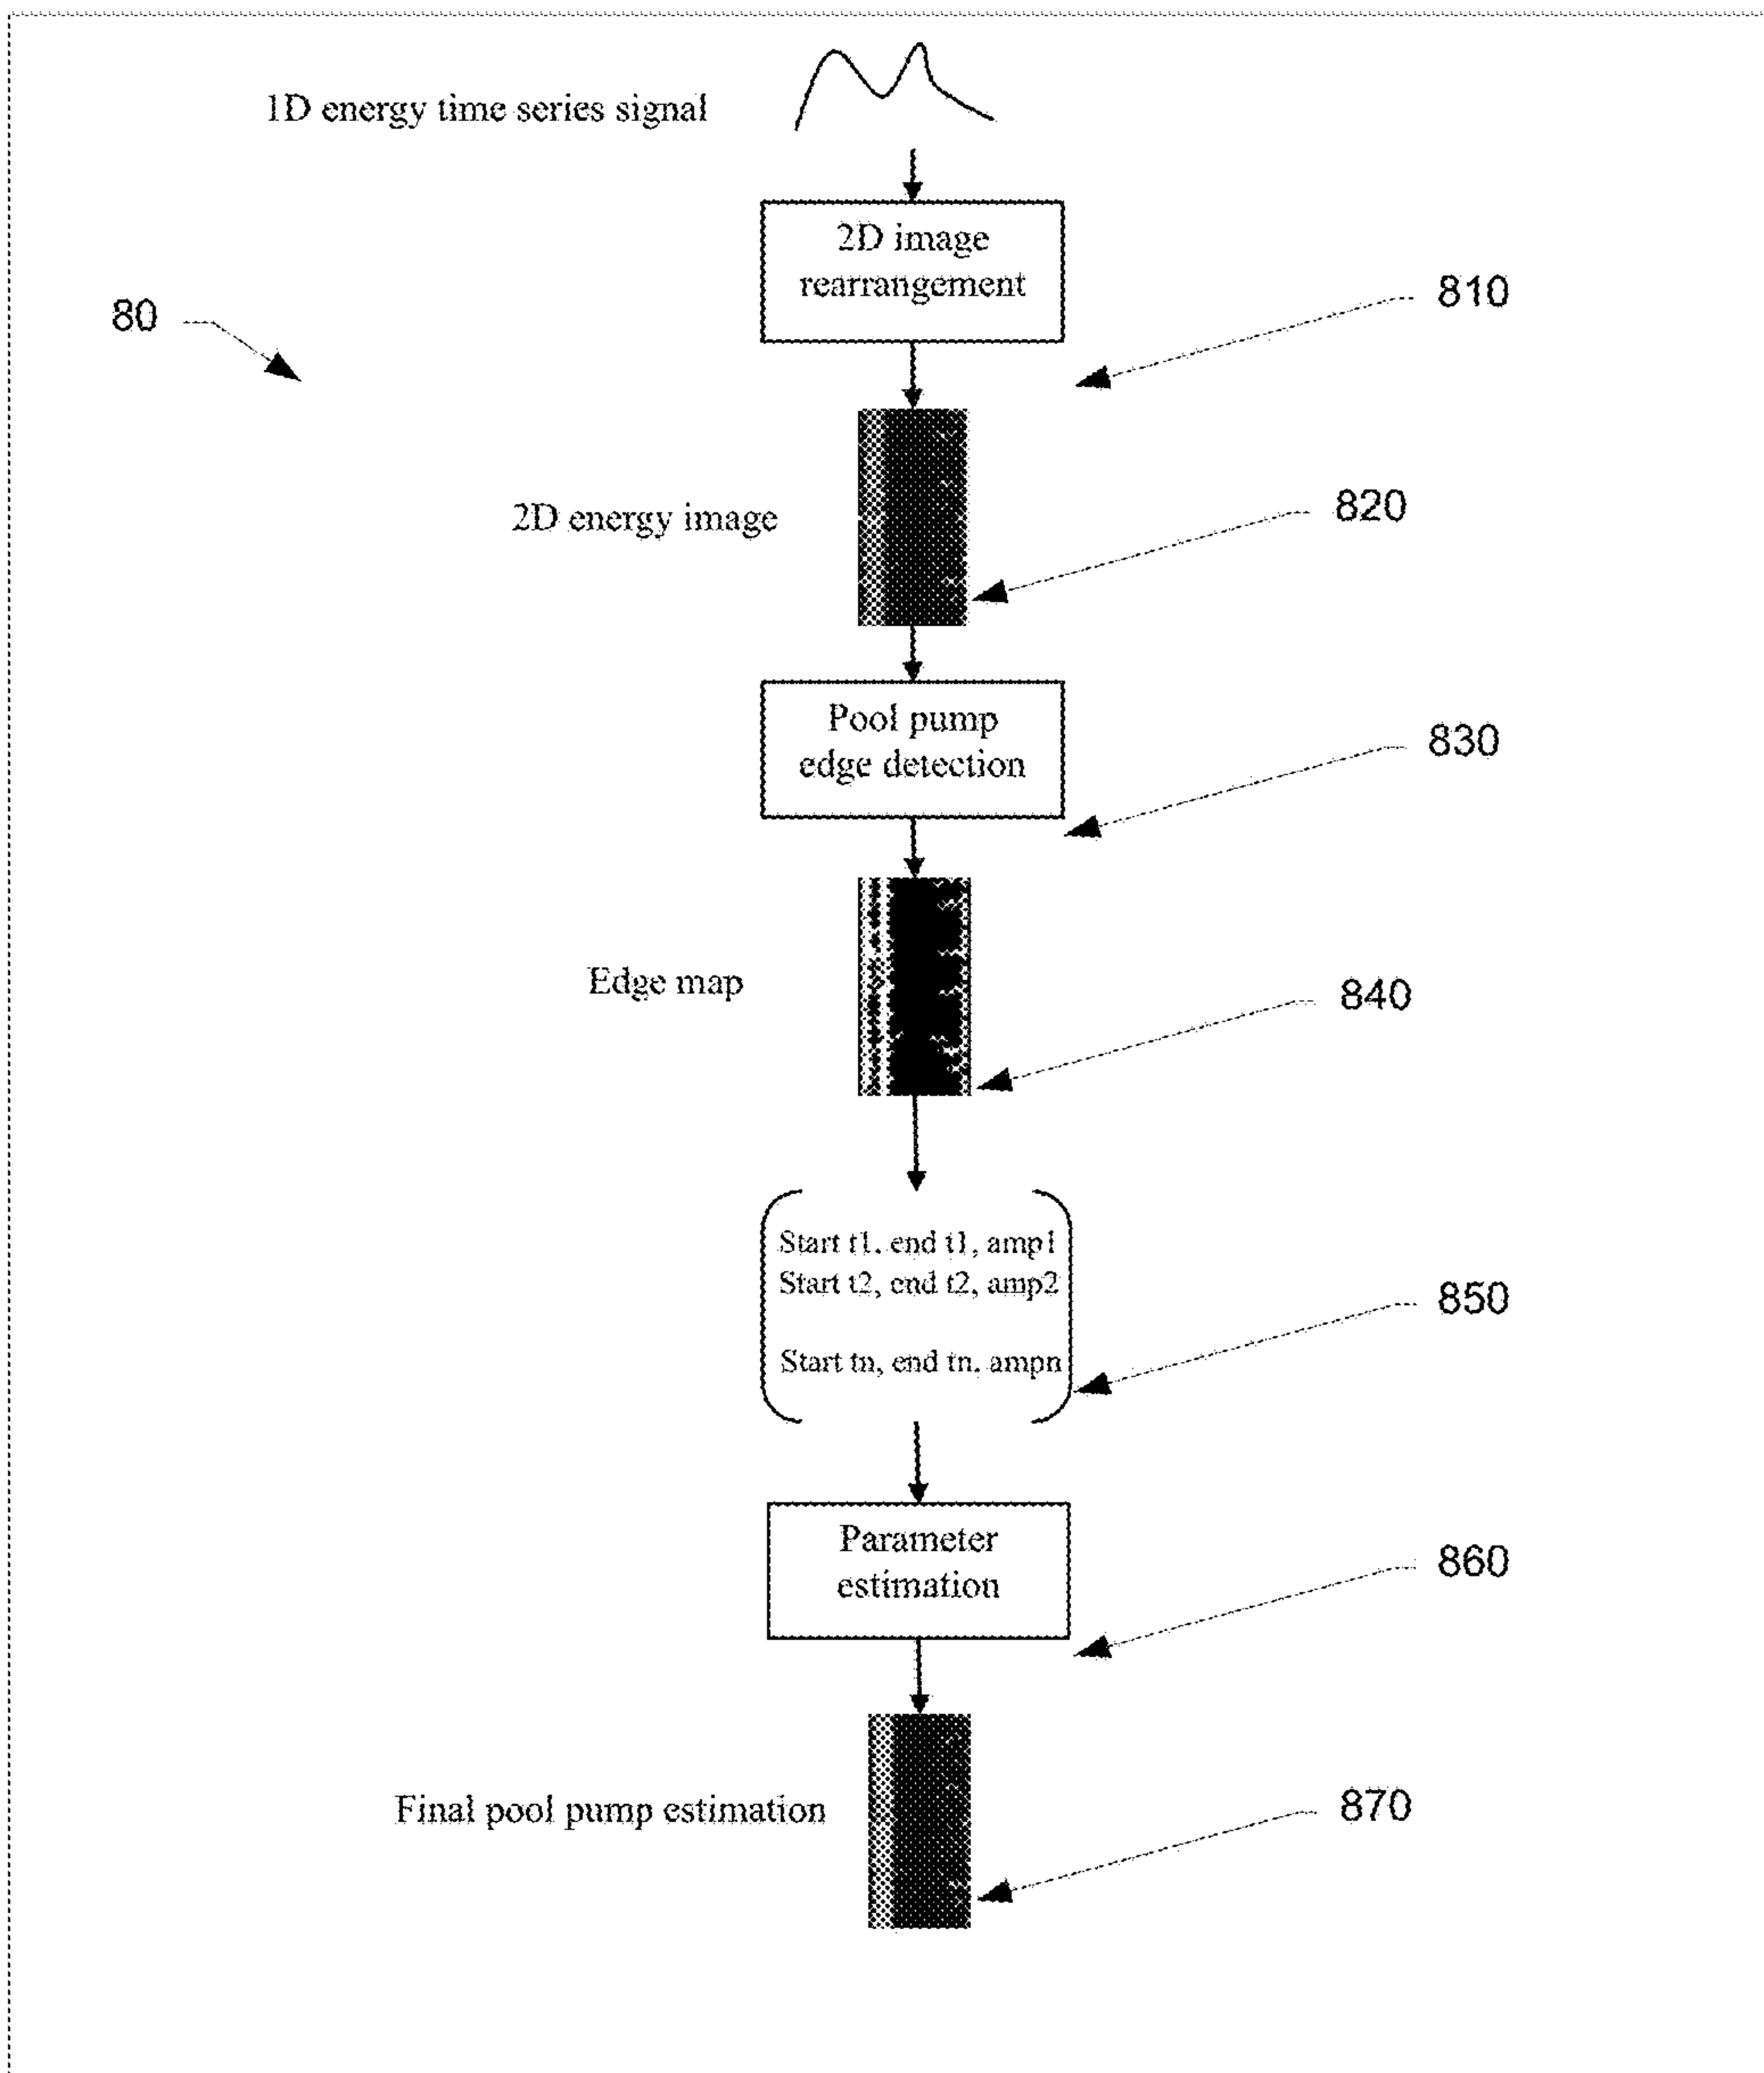 1D energy time series signal
2D image
rearrangement
80
810
2D energy image
820
Pool pump
edge detection
830
Edge map
840
Start t1, end t1, amp1
Start t2, end t2, amp2
Start tn, end tn, ampn
850
Parameter
estimation
860
Final pool pump estimation
870